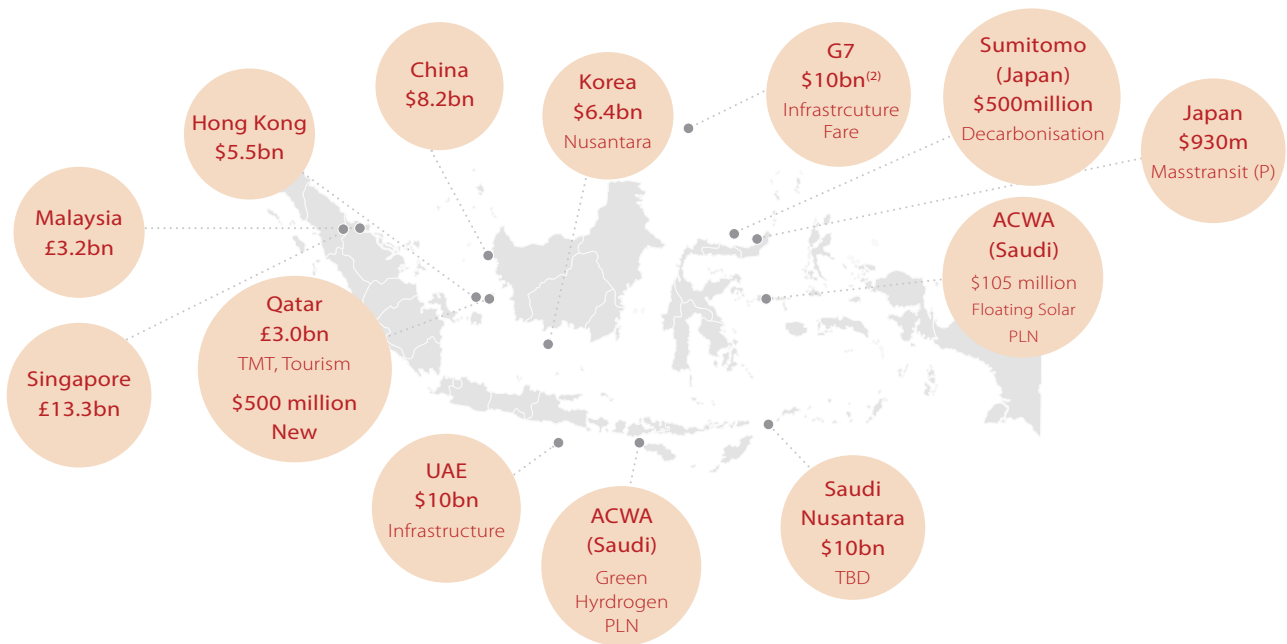 China
$8.2bn
Korea
$6.4bn
Nusantara
G7
$10bn(2)
Infrastrcuture
Fare
Sumitomo
(Japan)
$500million
Decarbonisation
Japan
$930m
Masstransit (P)
Hong Kong
$5.5bn
Malaysia
£3.2bn
ACWA
(Saudi)
$105 million
Floating Solar
PLN
Qatar
£3.0bn
TMT, Tourism
$500 million
New
Singapore
£13.3bn
UAE
$10bn
Infrastructure
ACWA
(Saudi)
Green
Hyrdrogen
PLN
Saudi
Nusantara
$10bn
TBD